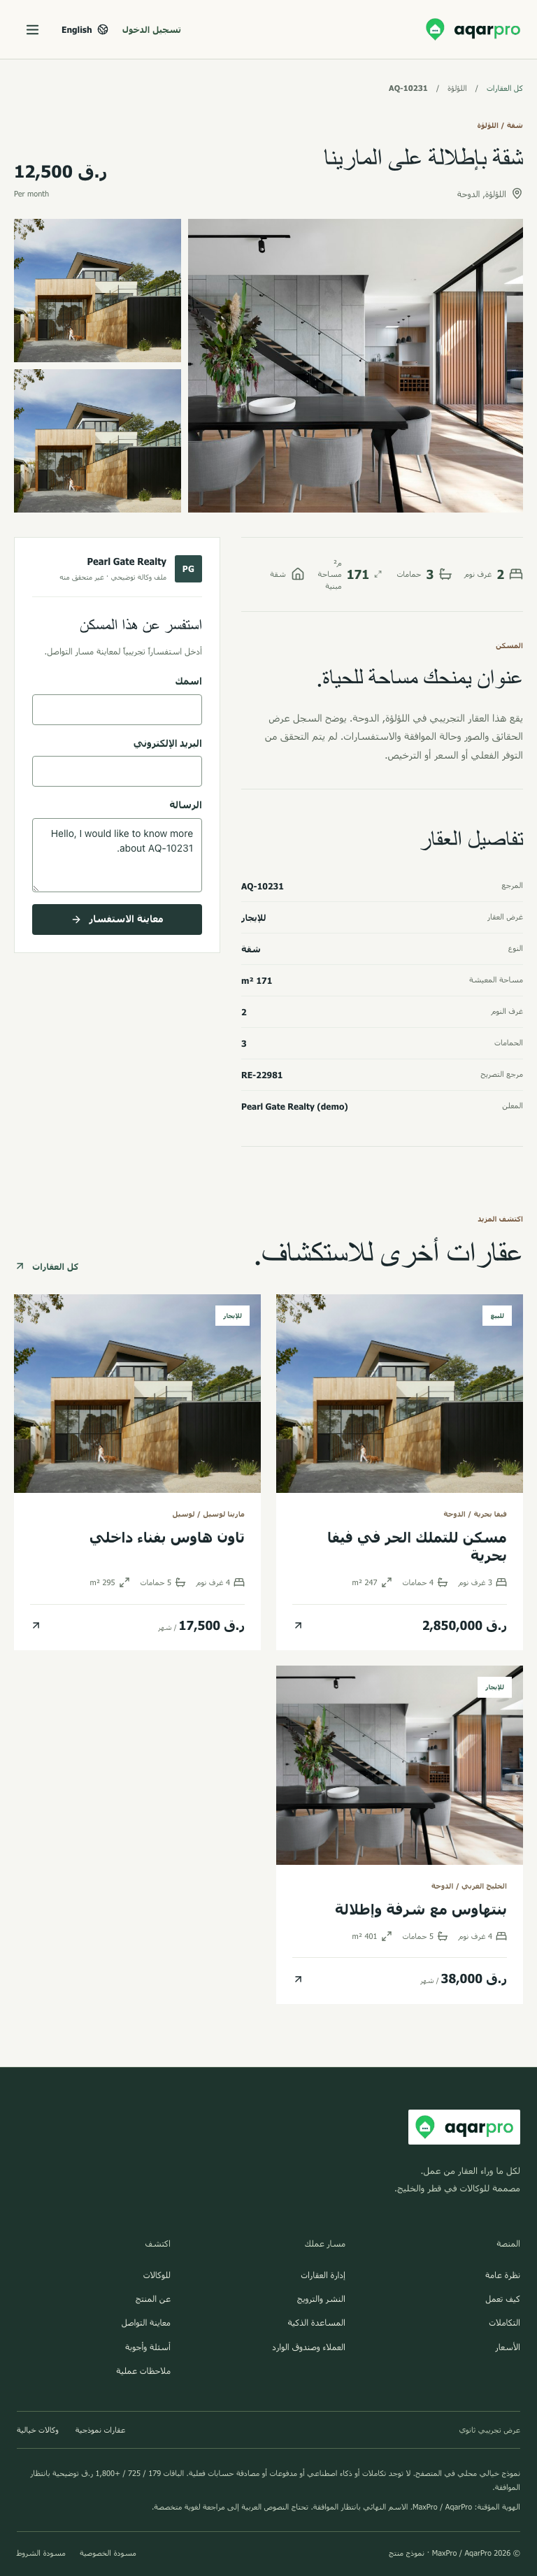 aqarpro
تسجيل الدخول
English
كل العقارات / اللؤلؤة / AQ-10231
شقة / اللؤلؤة
شقة بإطلالة على المارينا
اللؤلؤة, الدوحة
ر.ق 12,500
Per month
2 غرف نوم
3 حمامات
171 م² مساحة مبنية
شقة
المسكن
عنوان يمنحك مساحة للحياة.
يقع هذا العقار التجريبي في اللؤلؤة, الدوحة. يوضح السجل عرض
الحقائق والصور وحالة الموافقة والاستفسارات. لم يتم التحقق من
التوفر الفعلي أو السعر أو الترخيص.
تفاصيل العقار
المرجع AQ-10231
عرض العقار للإيجار
النوع شقة
مساحة المعيشة 171 m²
غرف النوم 2
الحمامات 3
مرجع التصريح RE-22981
المعلن Pearl Gate Realty (demo)
PG
Pearl Gate Realty
ملف وكالة توضيحي · غير متحقق منه
استفسر عن هذا المسكن
أدخل استفساراً تجريبياً لمعاينة مسار التواصل.
اسمك
البريد الإلكتروني
الرسالة
Hello, I would like to know more
about AQ-10231.
معاينة الاستفسار
اكتشف المزيد
عقارات أخرى للاستكشاف.
كل العقارات
للبيع
فيفا بحرية / الدوحة
مسكن للتملك الحر في فيفا
بحرية
3 غرف نوم 4 حمامات 247 m²
ر.ق 2,850,000
للإيجار
مارينا لوسيل / لوسيل
تاون هاوس بفناء داخلي
4 غرف نوم 5 حمامات 295 m²
ر.ق 17,500 / شهر
للإيجار
الخليج الغربي / الدوحة
بنتهاوس مع شرفة وإطلالة
4 غرف نوم 5 حمامات 401 m²
ر.ق 38,000 / شهر
aqarpro
لكل ما وراء العقار من عمل.
مصممة للوكالات في قطر والخليج.
المنصة
نظرة عامة
كيف تعمل
التكاملات
الأسعار
مسار عملك
إدارة العقارات
النشر والترويج
المساعدة الذكية
العملاء وصندوق الوارد
اكتشف
للوكالات
عن المنتج
معاينة التواصل
أسئلة وأجوبة
ملاحظات عملية
عرض تجريبي ثانوي
عقارات نموذجية
وكالات خيالية
نموذج خيالي محلي في المتصفح. لا توجد تكاملات أو ذكاء اصطناعي أو مدفوعات أو مصادقة حسابات فعلية. الباقات 179 / 725 / +1,800 ر.ق توضيحية بانتظار
الموافقة.
الهوية المؤقتة: MaxPro / AqarPro. الاسم النهائي بانتظار الموافقة. تحتاج النصوص العربية إلى مراجعة لغوية متخصصة.
© 2026 MaxPro / AqarPro · نموذج منتج
مسودة الخصوصية
مسودة الشروط